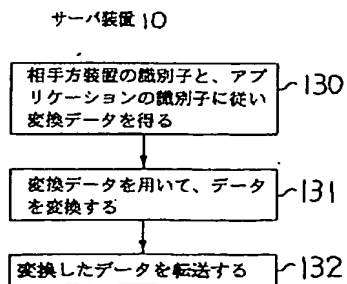 サーバ装置 10
相手方装置の識別子と、アプ
リケーションの識別子に従い
変換データを得る
130
変換データを用いて、データ
を変換する
131
変換したデータを転送する
132